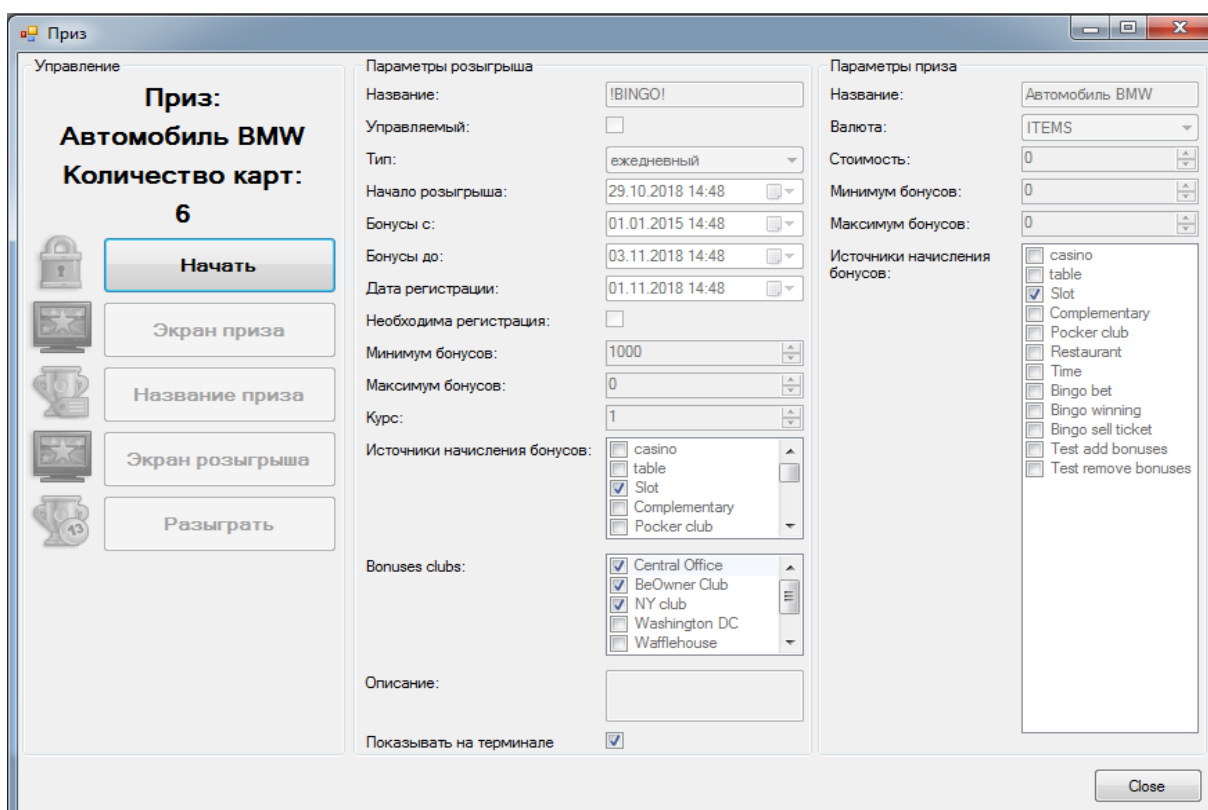 Приз
Управление
Приз:
Автомобиль BMW
Количество карт:
6
Начать
Экран приза
Название приза
Экран розыгрыша
13
Разыграть
Параметры розыгрыша
Название: !BINGO!
Управляемый:
Тип: ежедневный
Начало розыгрыша: 29.10.2018 14:48
Бонусы с: 01.01.2015 14:48
Бонусы до: 03.11.2018 14:48
Дата регистрации: 01.11.2018 14:48
Необходима регистрация:
Минимум бонусов: 1000
Максимум бонусов: 0
Курс: 1
Источники начисления бонусов:
casino
table
Slot
Complementary
Pocker club
Bonuses clubs:
Central Office
BeOwner Club
NY club
Washington DC
Wafflehouse
Описание:
Показывать на терминале
Параметры приза
Название: Автомобиль BMW
Валюта: ITEMS
Стоимость: 0
Минимум бонусов: 0
Максимум бонусов: 0
Источники начисления
бонусов:
casino
table
Slot
Complementary
Pocker club
Restaurant
Time
Bingo bet
Bingo winning
Bingo sell ticket
Test add bonuses
Test remove bonuses
Close